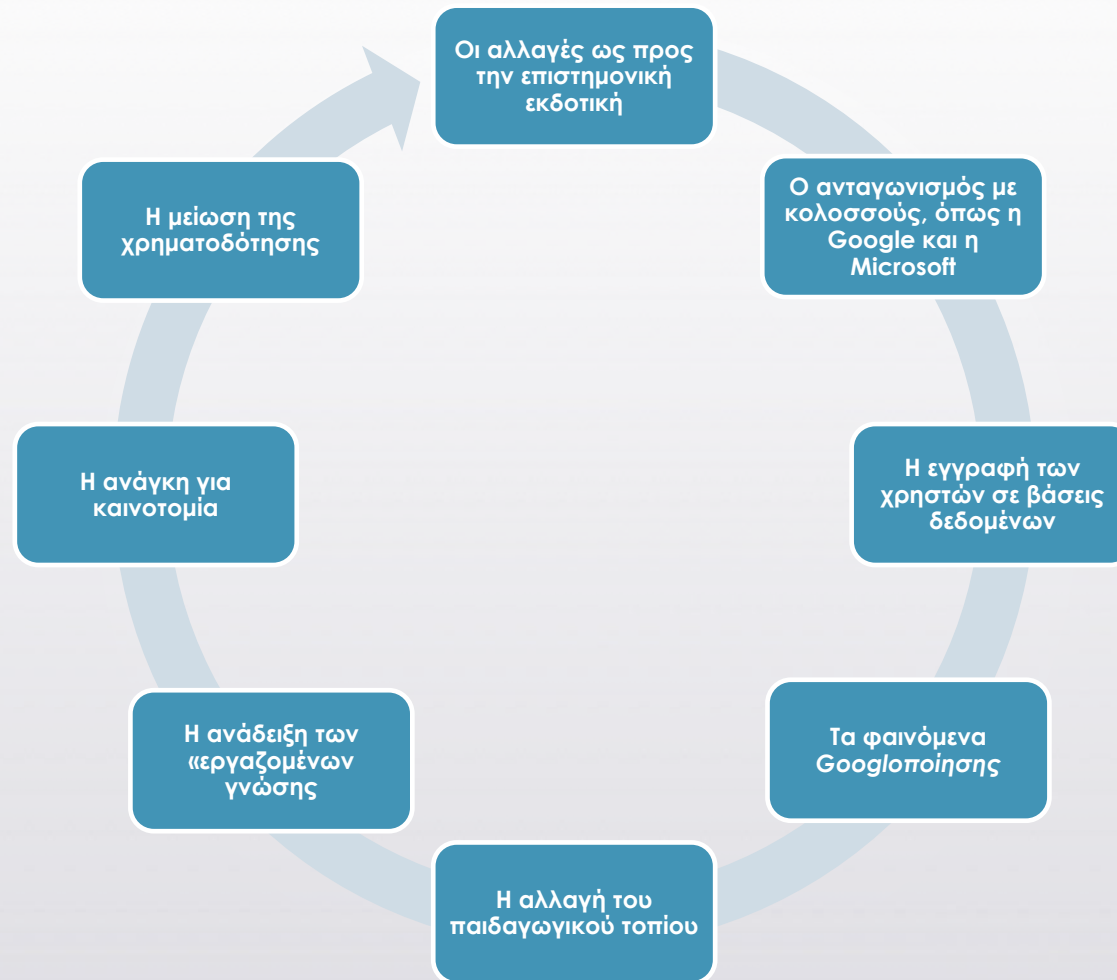 Οι αλλαγές ως προς
την επιστημονική
εκδοτική
Ο ανταγωνισμός με
κολοσσούς, όπως η
Google και η
Microsoft
Η εγγραφή των
χρηστών σε βάσεις
δεδομένων
Τα φαινόμενα
Googloποίησης
Η αλλαγή του
παιδαγωγικού τοπίου
Η ανάδειξη των
«εργαζομένων
γνώσης
Η ανάγκη για
καινοτομία
Η μείωση της
χρηματοδότησης